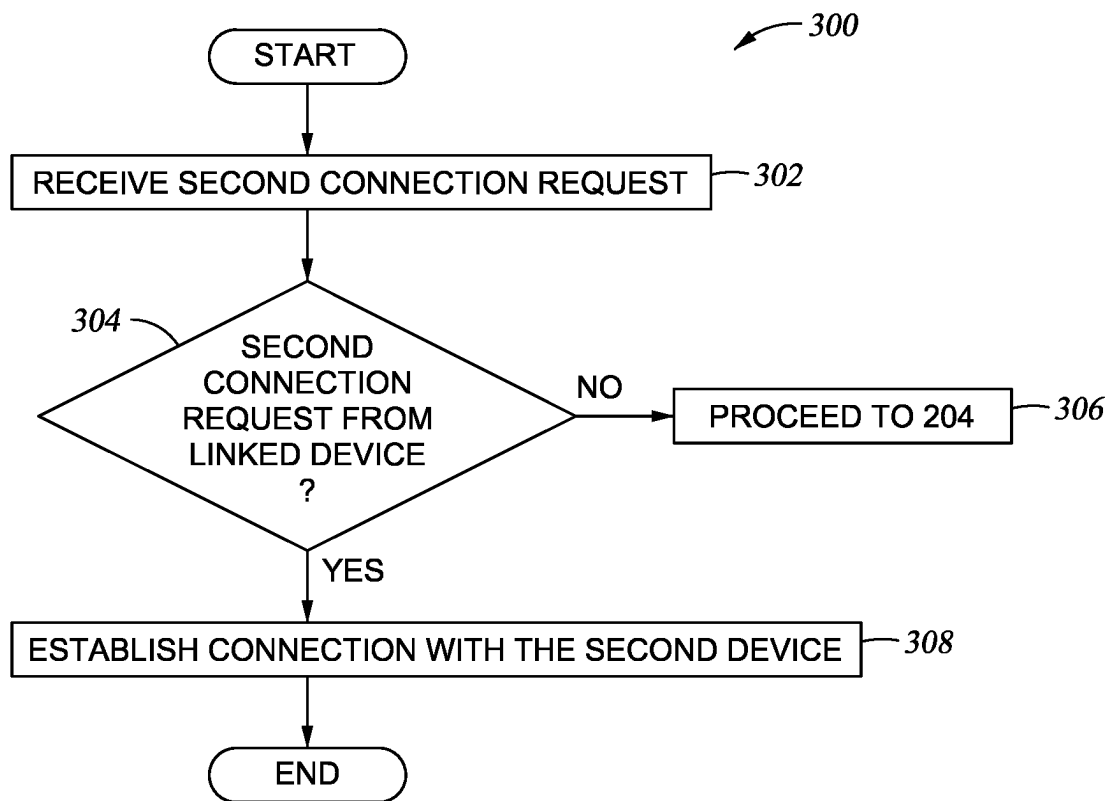 300
START
RECEIVE SECOND CONNECTION REQUEST
302
304
SECOND
CONNECTION
REQUEST FROM
LINKED DEVICE
?
NO
PROCEED TO 204
306
YES
ESTABLISH CONNECTION WITH THE SECOND DEVICE
308
END